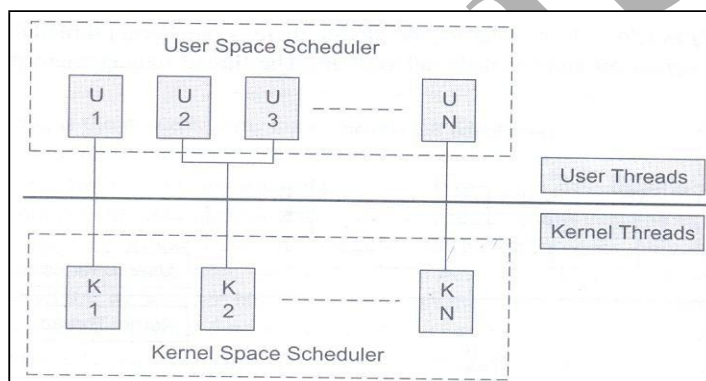 User Space Scheduler
U U U U
1 2 3 N
User Threads
Kernel Threads
K K K
1 2 N
Kernel Space Scheduler